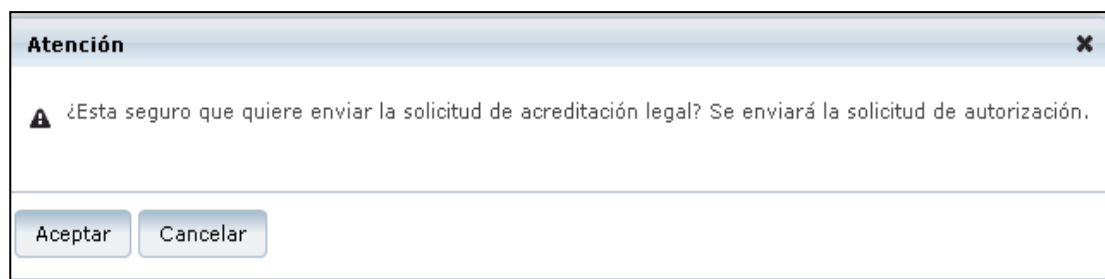 Atención
¿Esta seguro que quiere enviar la solicitud de acreditación legal? Se enviará la solicitud de autorización.
Aceptar
Cancelar